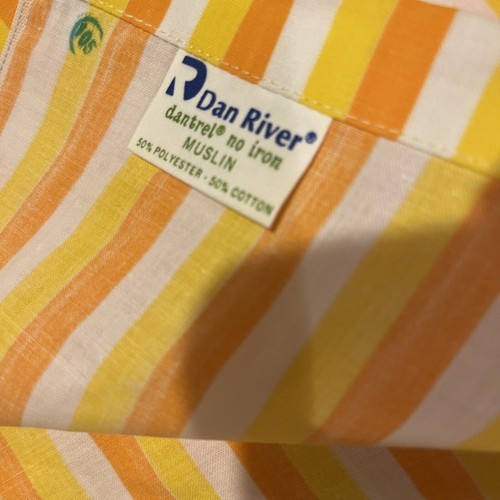 Dan River®
dantrel® no iron
MUSLIN
50% POLYESTER · 50% COTTON